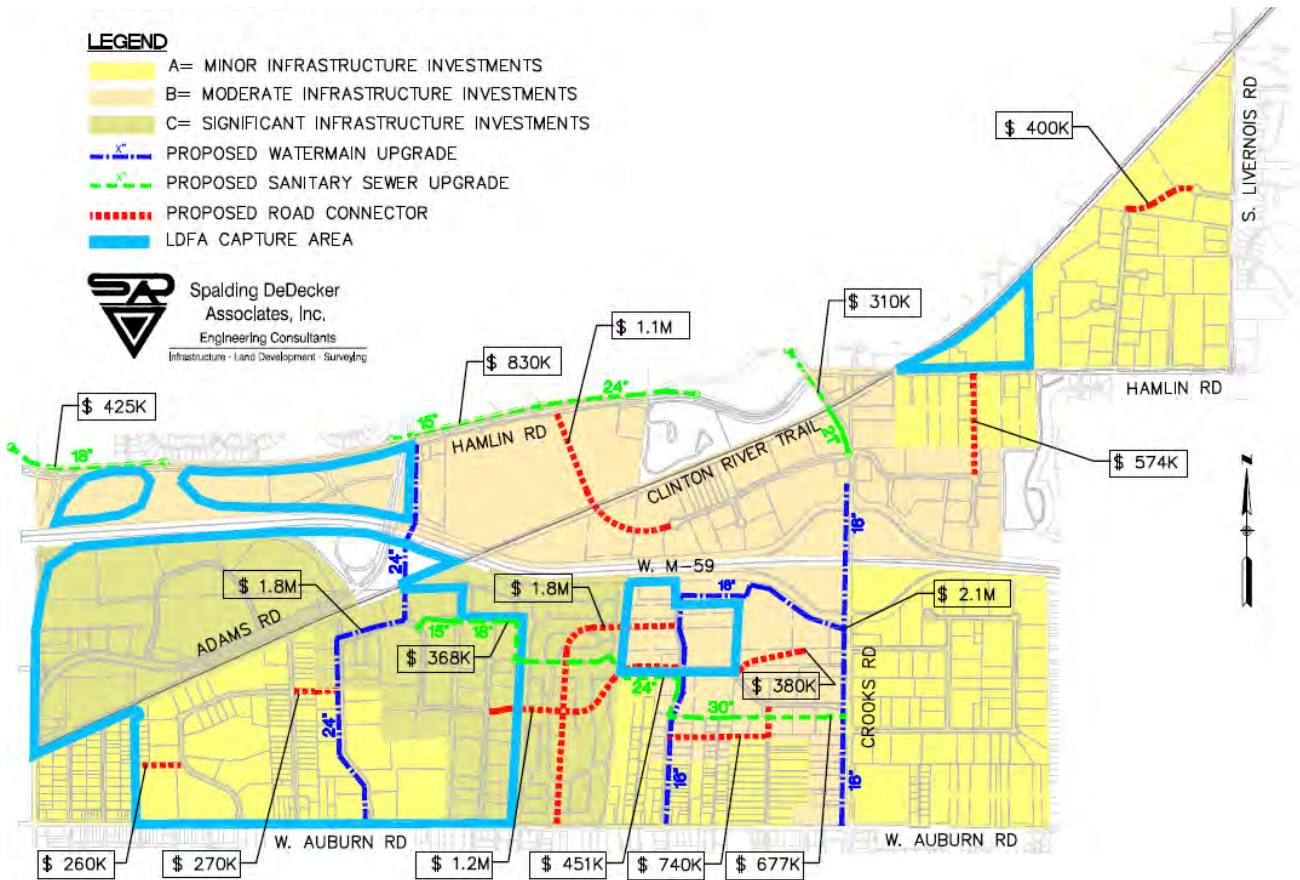 LEGEND
A= MINOR INFRASTRUCTURE INVESTMENTS
B= MODERATE INFRASTRUCTURE INVESTMENTS
C= SIGNIFICANT INFRASTRUCTURE INVESTMENTS
X" PROPOSED WATERMAIN UPGRADE
X" PROPOSED SANITARY SEWER UPGRADE
PROPOSED ROAD CONNECTOR
LDFA CAPTURE AREA
Spalding DeDecker
Associates, Inc.
Engineering Consultants
Infrastructure · Land Development · Surveying
$ 400K
S. LIVERNOIS RD
$ 310K
$ 1.1M
$ 830K
24"
HAMLIN RD
$ 425K
15"
HAMLIN RD
18"
CLINTON RIVER TRAIL
$ 574K
18"
24"
W. M-59
$ 1.8M
$ 1.8M
18"
$ 2.1M
ADAMS RD
15"
18"
$ 368K
24"
$ 380K
CROOKS RD
24"
30"
16"
16"
W. AUBURN RD
W. AUBURN RD
$ 260K
$ 270K
$ 1.2M
$ 451K
$ 740K
$ 677K